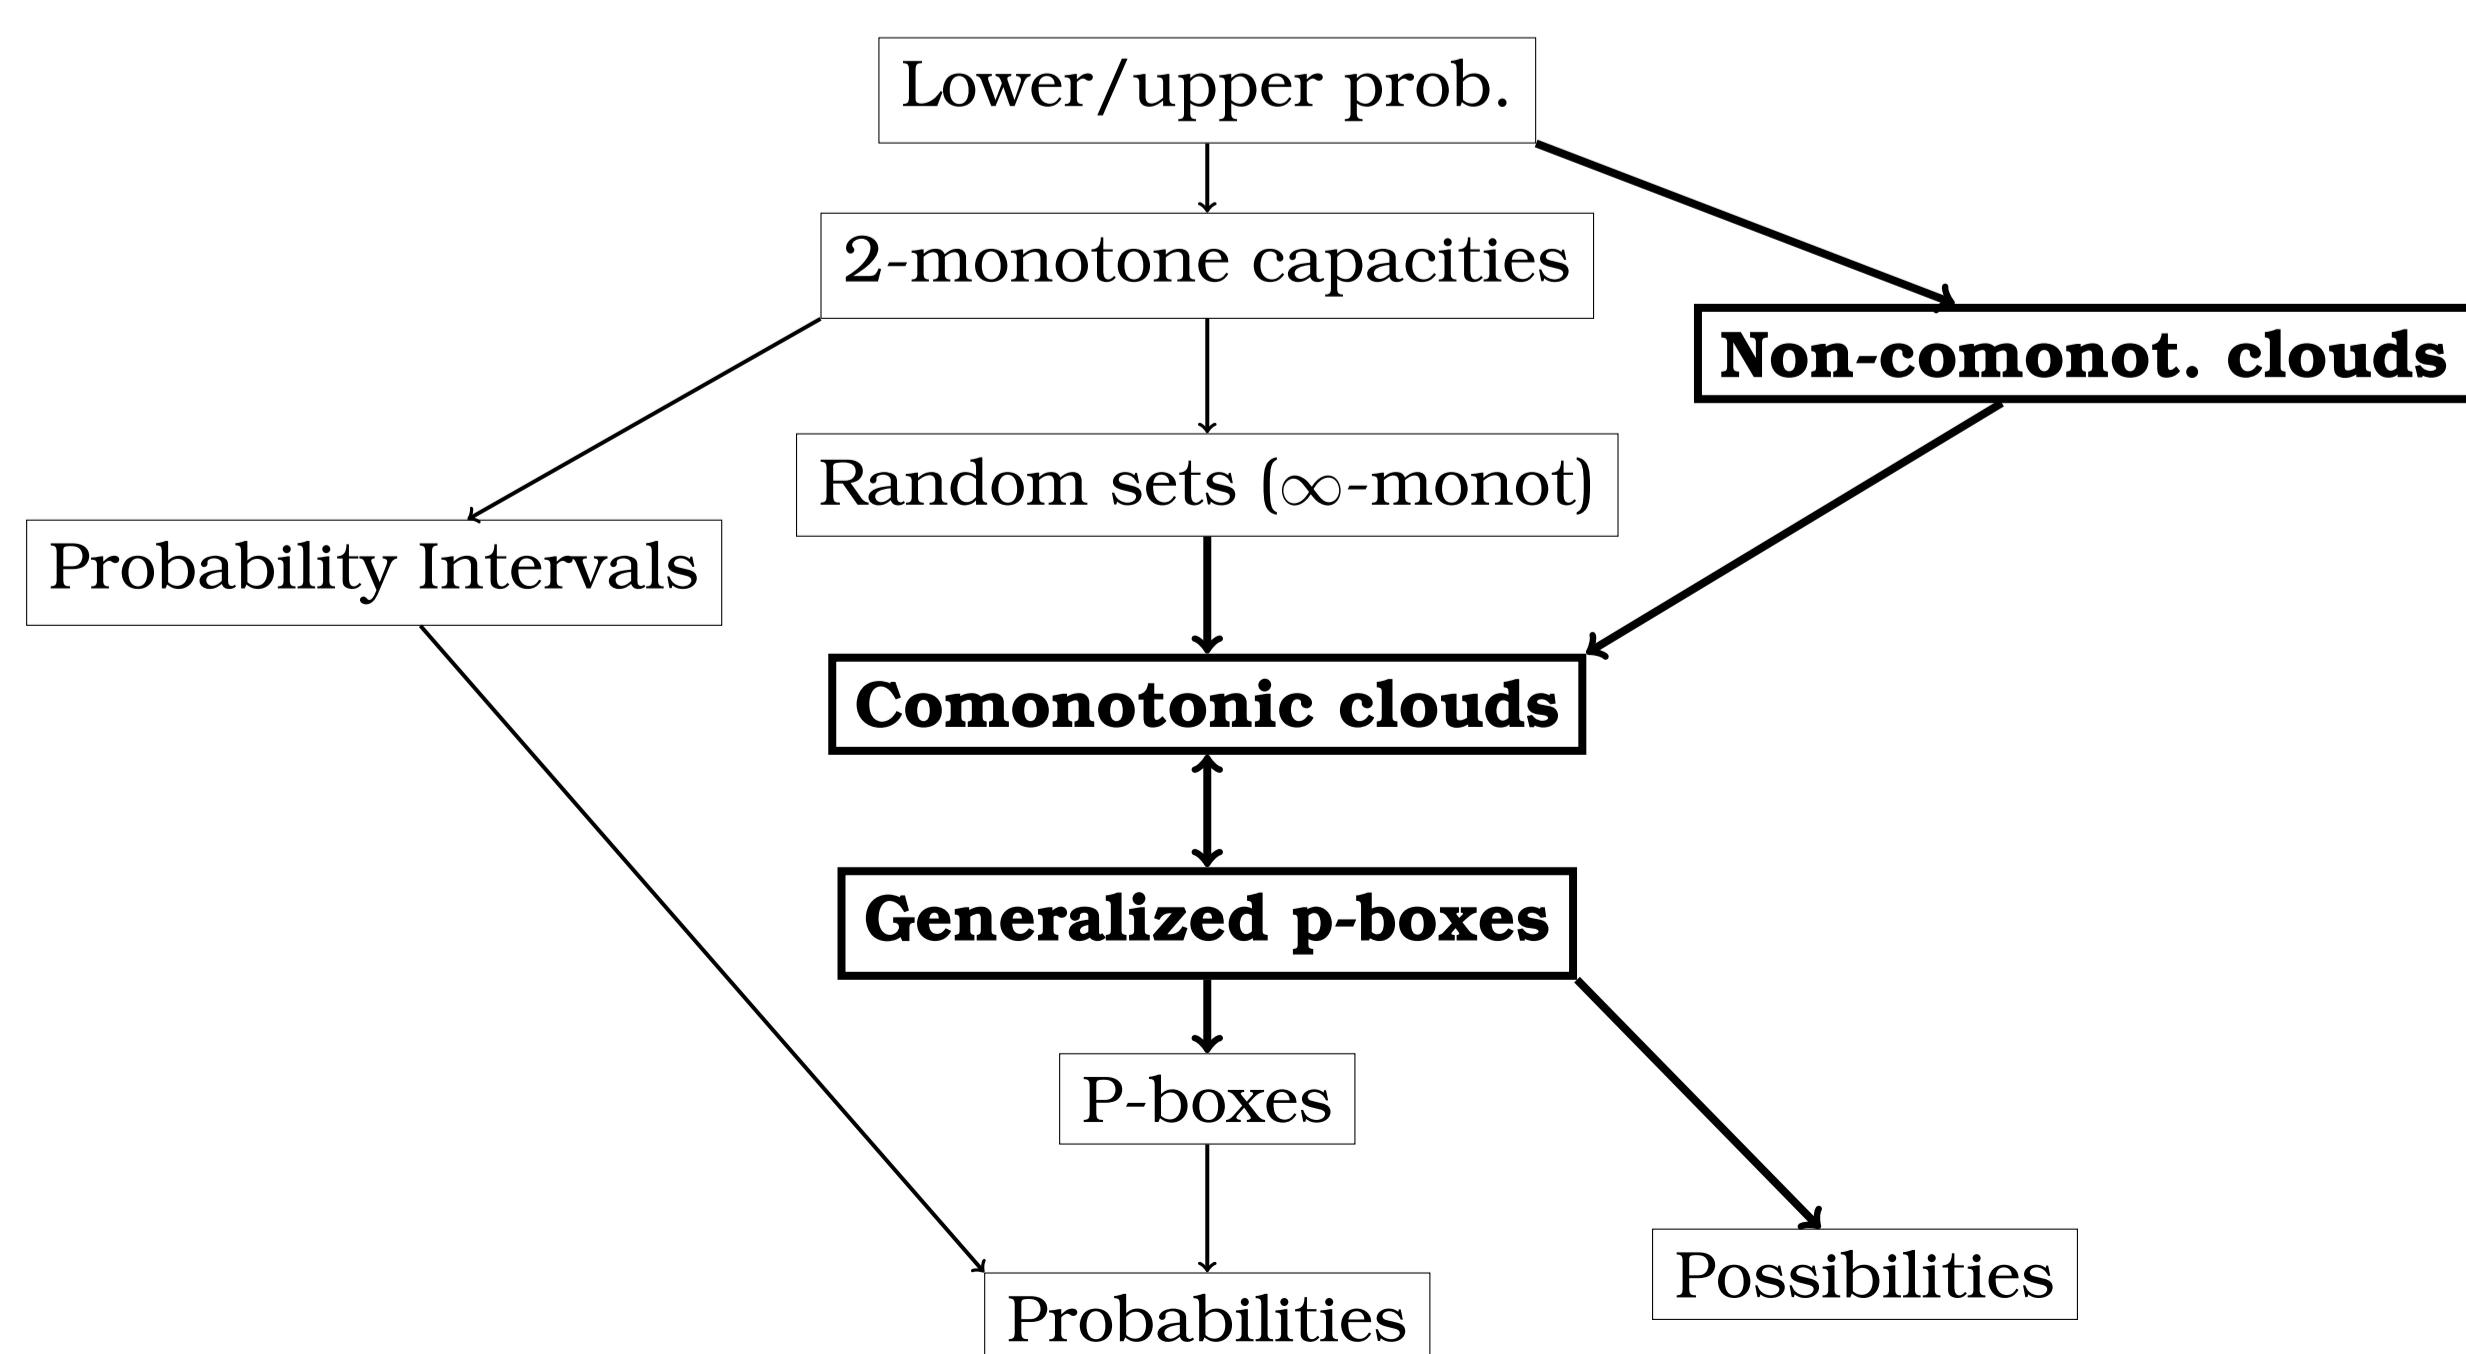 Lower/upper prob.
2-monotone capacities
Non-comonot. clouds
Random sets (∞-monot)
Probability Intervals
Comonotonic clouds
Generalized p-boxes
P-boxes
Possibilities
Probabilities